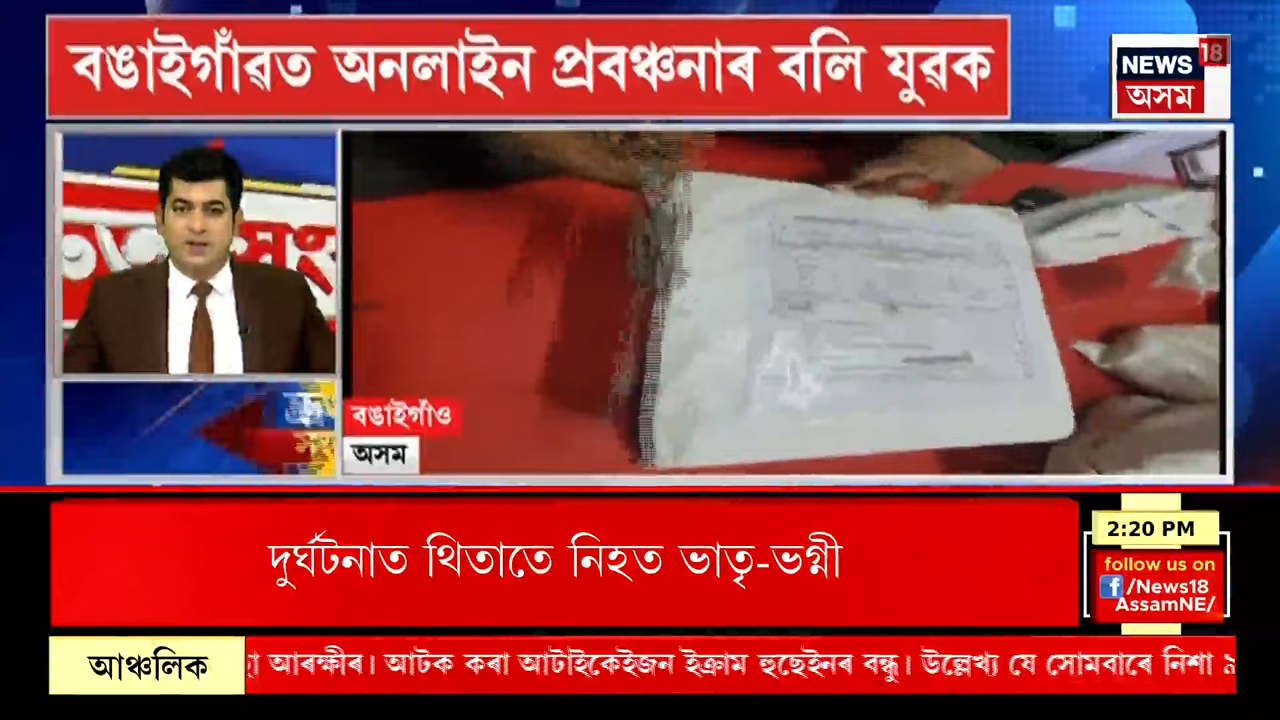 বঙাইগাঁৱত অনলাইন প্ৰবঞ্চনাৰ বলি যুৱক
NEWS 18
অসম
বঙাইগাঁও
অসম
দুৰ্ঘটনাত থিতাতে নিহত ভাতৃ-ভগ্নী
2:20 PM
follow us on
/News18
AssamNE/
আঞ্চলিক
আৰক্ষীৰ। আটক কৰা আটাইকেইজন ইক্ৰাম হুছেইনৰ বন্ধু। উল্লেখ্য যে সোমবাৰে নিশা